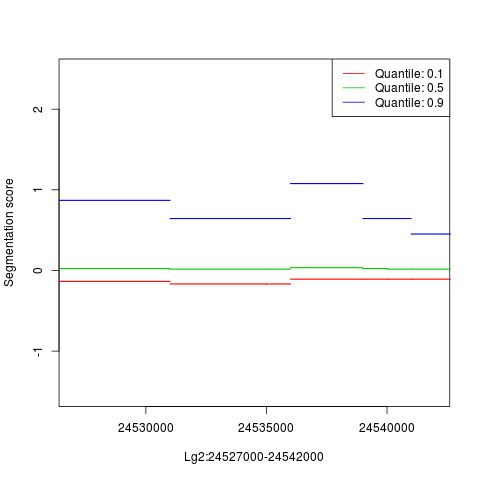 Quantile: 0.1
Quantile: 0.5
Quantile: 0.9
Segmentation score
2
1
0
-1
24530000 24535000 24540000
Lg2:24527000-24542000